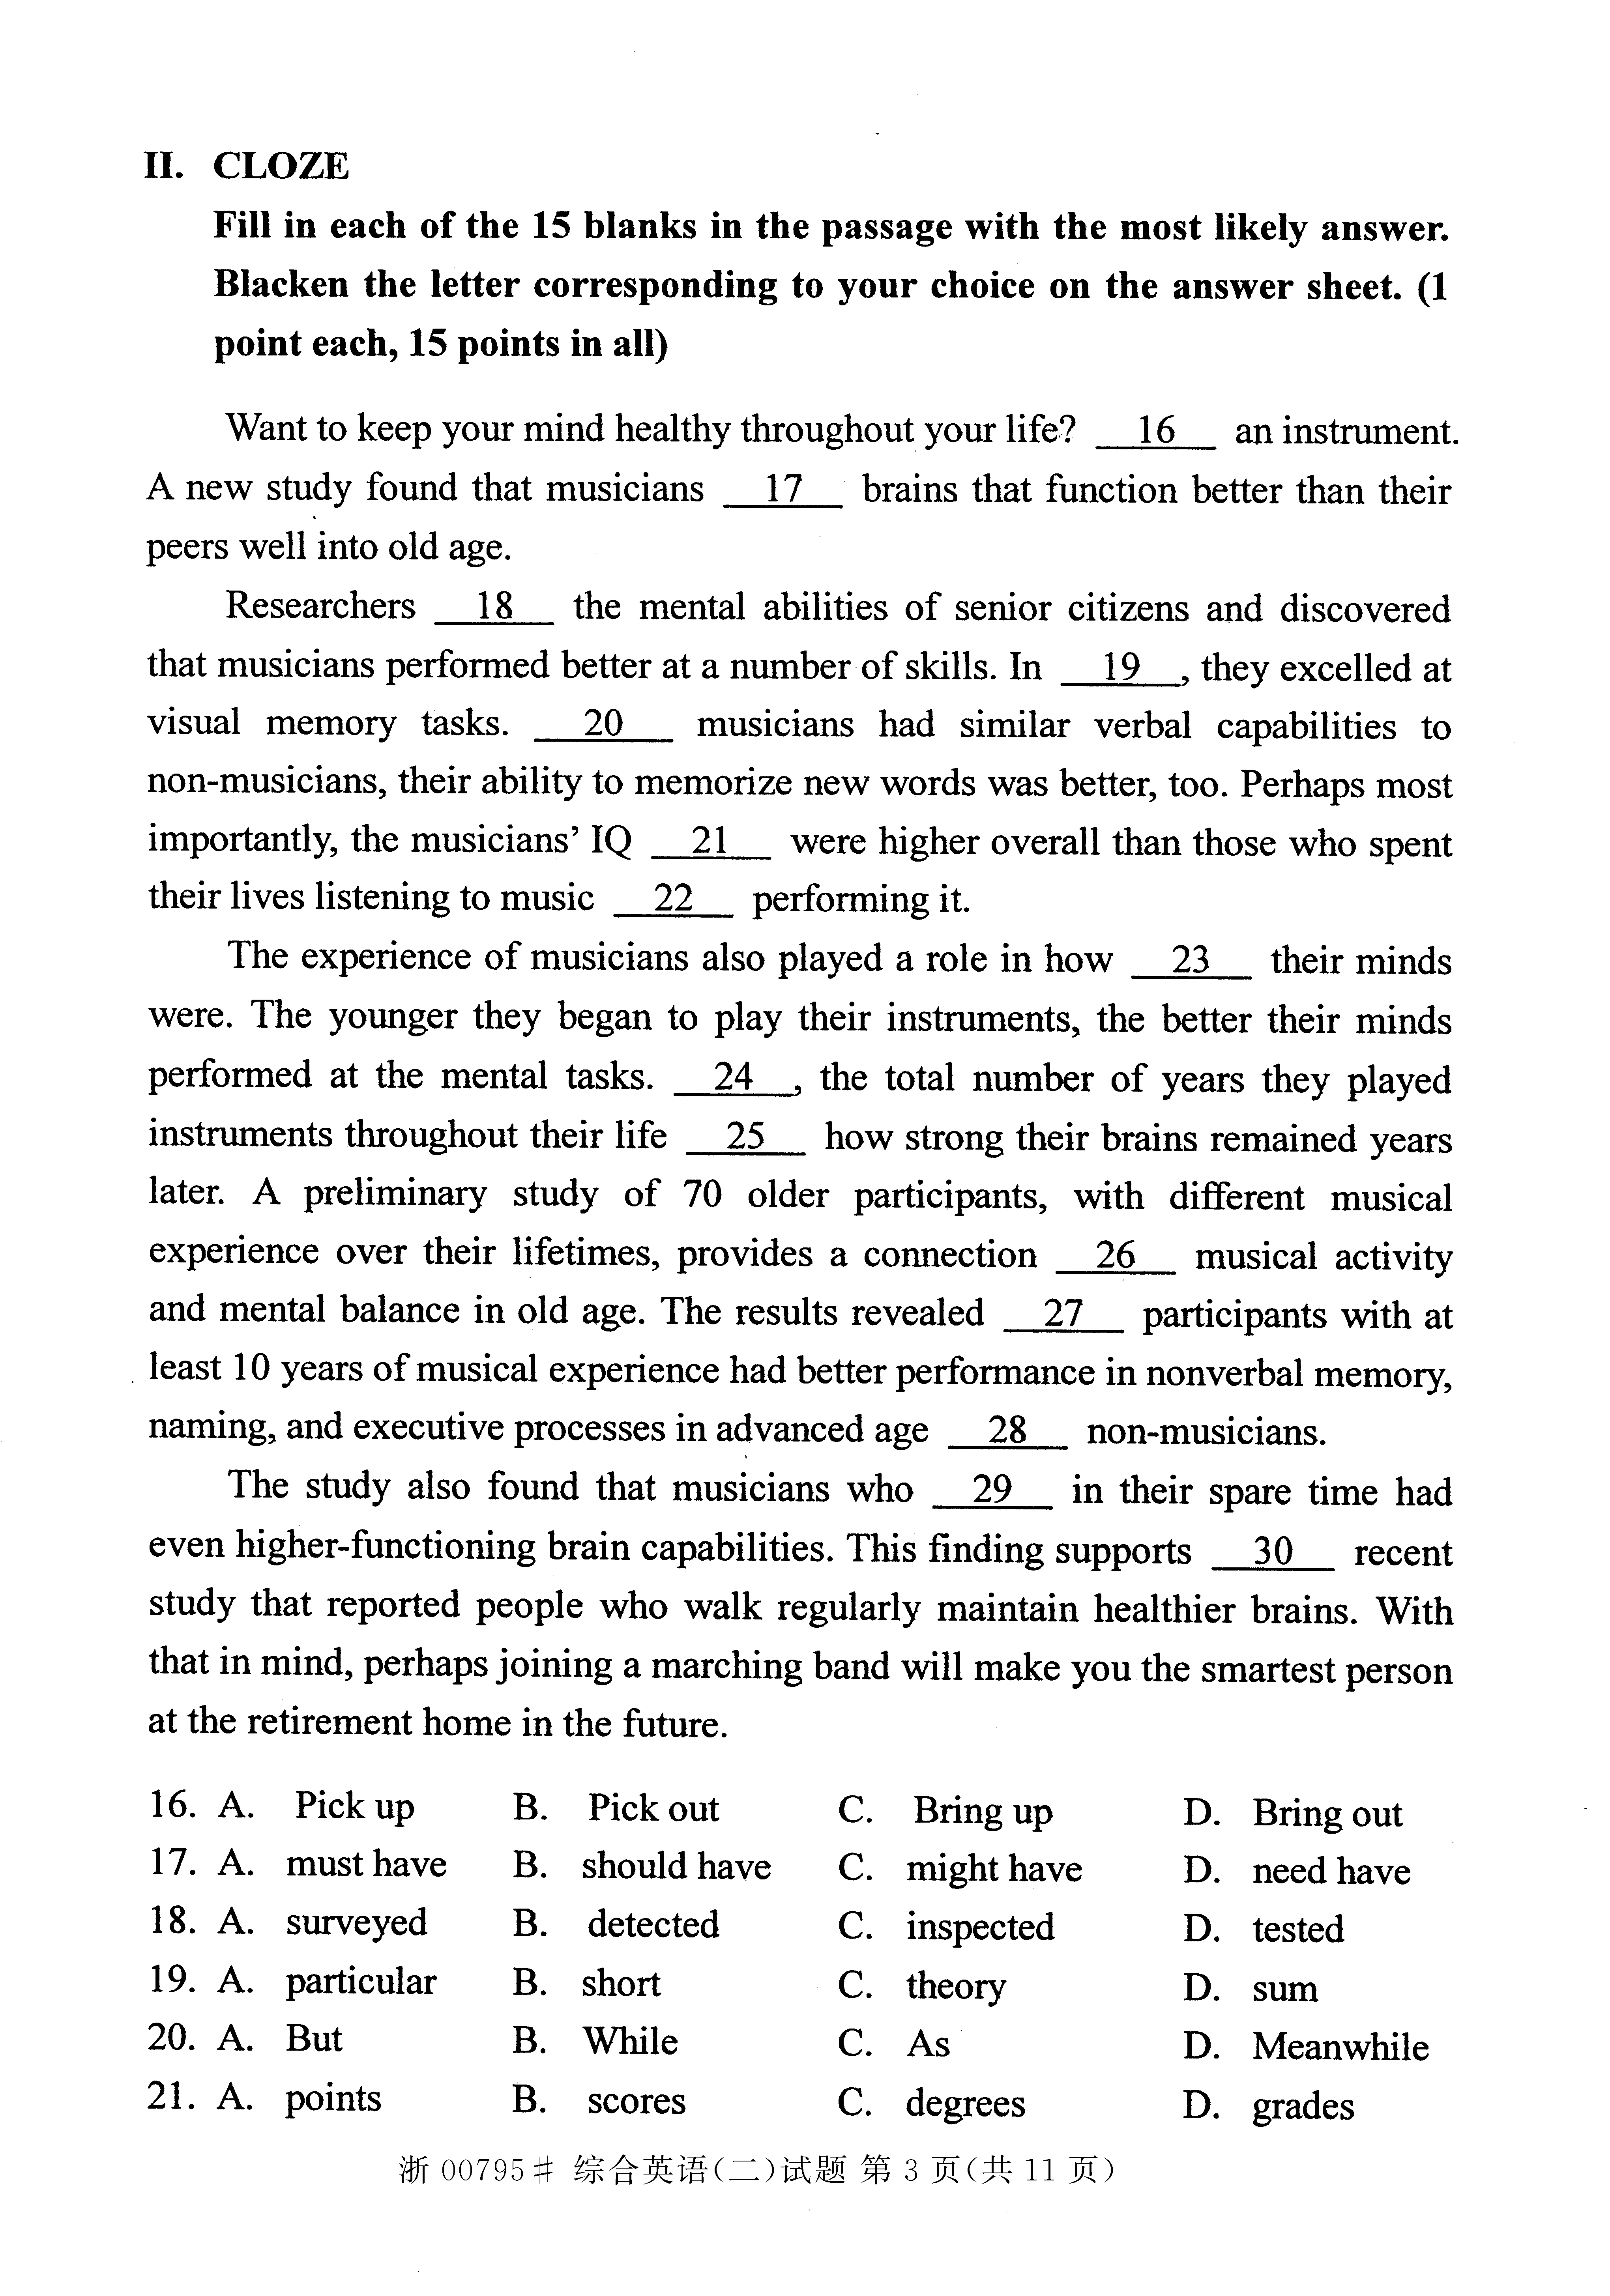 II. CLOZE
Fill in each of the 15 blanks in the passage with the most likely answer.
Blacken the letter corresponding to your choice on the answer sheet. (1
point each, 15 points in all)
Want to keep your mind healthy throughout your life? 16 an instrument.
A new study found that musicians 17 brains that function better than their
peers well into old age.
Researchers 18 the mental abilities of senior citizens and discovered
that musicians performed better at a number of skills. In 19, they excelled at
visual memory tasks. 20 musicians had similar verbal capabilities to
non-musicians, their ability to memorize new words was better, too. Perhaps most
importantly, the musicians' IQ 21 were higher overall than those who spent
their lives listening to music 22 performing it.
The experience of musicians also played a role in how 23 their minds
were. The younger they began to play their instruments, the better their minds
performed at the mental tasks. 24, the total number of years they played
instruments throughout their life 25 how strong their brains remained years
later. A preliminary study of 70 older participants, with different musical
experience over their lifetimes, provides a connection 26 musical activity
and mental balance in old age. The results revealed 27 participants with at
least 10 years of musical experience had better performance in nonverbal memory,
naming, and executive processes in advanced age 28 non-musicians.
The study also found that musicians who 29 in their spare time had
even higher-functioning brain capabilities. This finding supports 30 recent
study that reported people who walk regularly maintain healthier brains. With
that in mind, perhaps joining a marching band will make you the smartest person
at the retirement home in the future.
16. A. Pick up B. Pick out C. Bring up D. Bring out
17. A. must have B. should have C. might have D. need have
18. A. surveyed B. detected C. inspected D. tested
19. A. particular B. short C. theory D. sum
20. A. But B. While C. As D. Meanwhile
21. A. points B. scores C. degrees D. grades
浙 00795# 综合英语(二)试题 第 3 页(共 11 页)